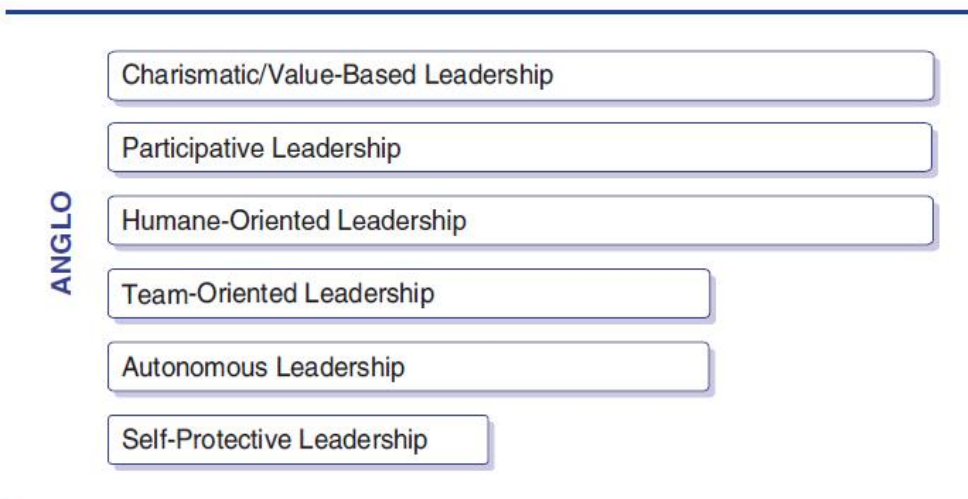 Charismatic/Value-Based Leadership
Participative Leadership
Humane-Oriented Leadership
ANGLO
Team-Oriented Leadership
Autonomous Leadership
Self-Protective Leadership